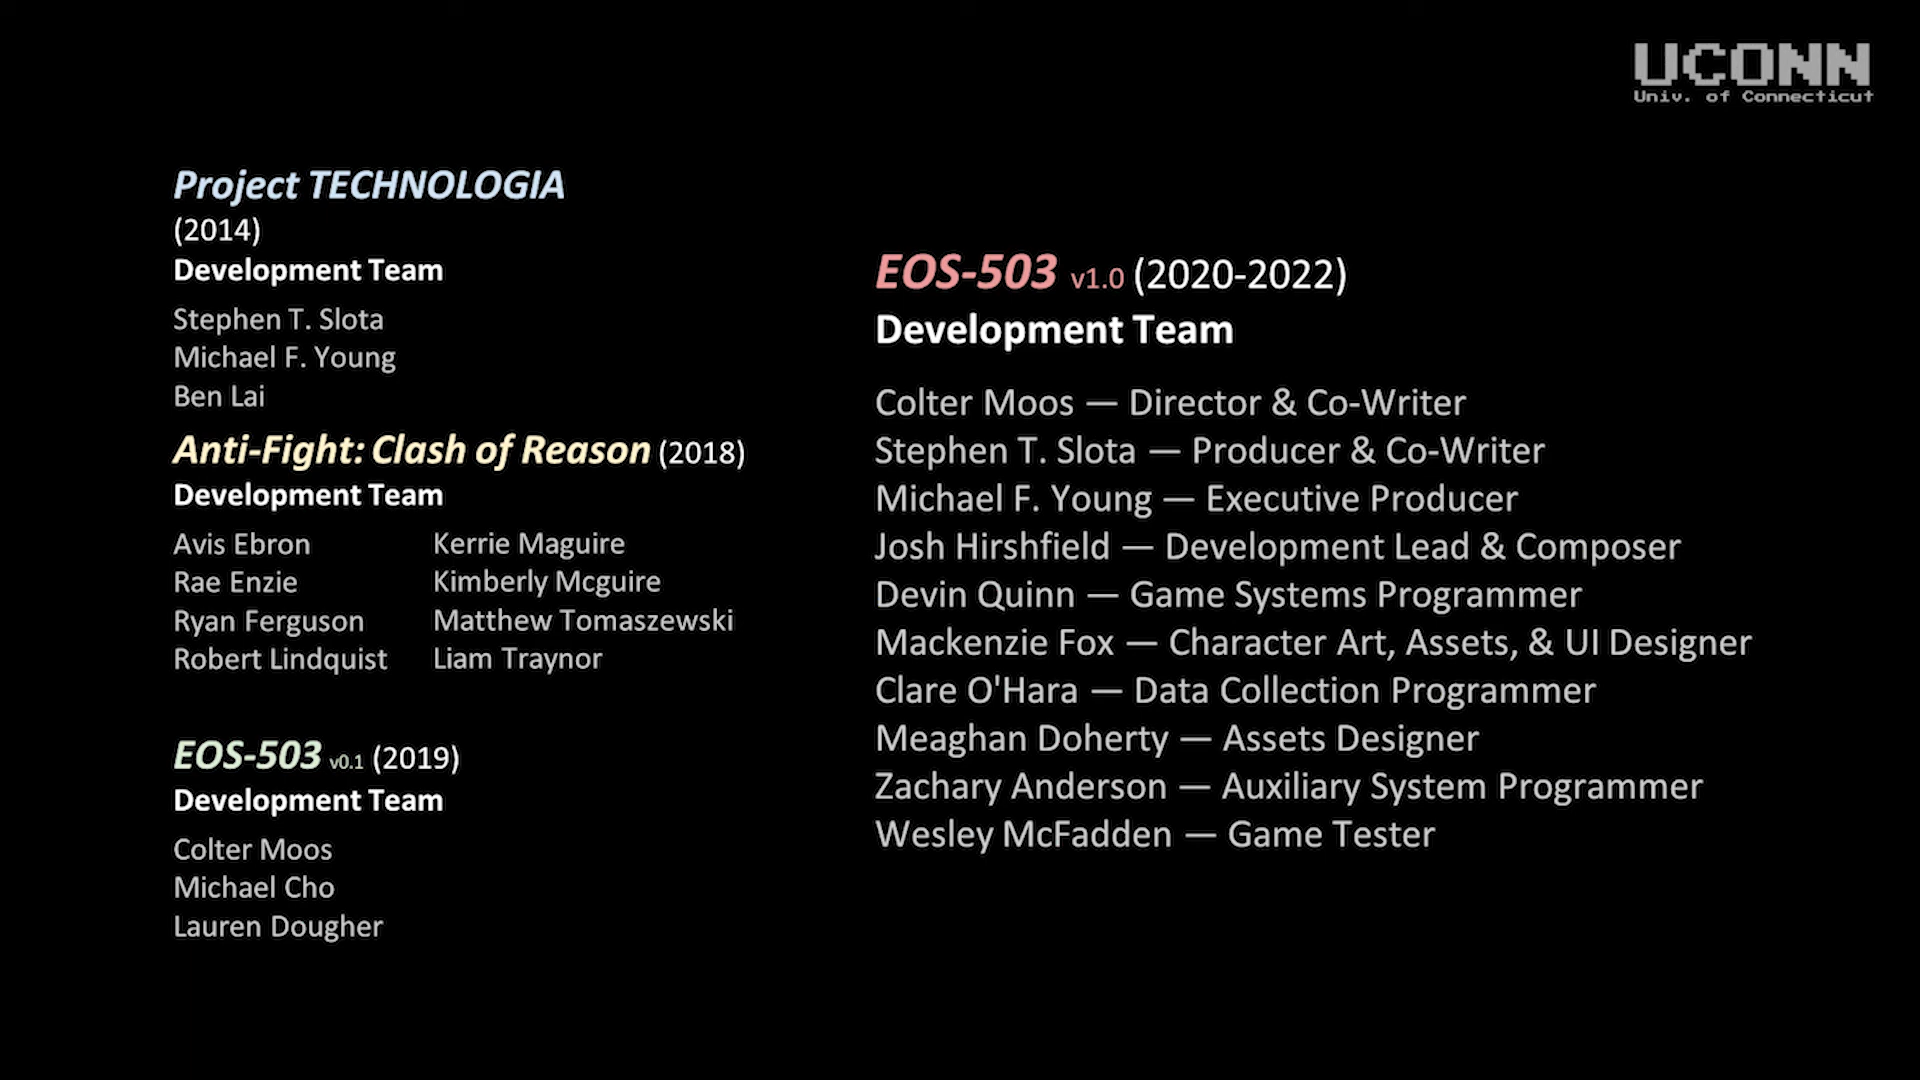 UCONN
Univ. of Connecticut
Project TECHNOLOGIA
(2014)
Development Team
Stephen T. Slota
Michael F. Young
Ben Lai
Anti-Fight: Clash of Reason (2018)
Development Team
Avis Ebron
Rae Enzie
Ryan Ferguson
Robert Lindquist
Kerrie Maguire
Kimberly Mcguire
Matthew Tomaszewski
Liam Traynor
EOS-503 v0.1 (2019)
Development Team
Colter Moos
Michael Cho
Lauren Dougher
EOS-503 v1.0 (2020-2022)
Development Team
Colter Moos — Director & Co-Writer
Stephen T. Slota — Producer & Co-Writer
Michael F. Young — Executive Producer
Josh Hirshfield — Development Lead & Composer
Devin Quinn — Game Systems Programmer
Mackenzie Fox — Character Art, Assets, & UI Designer
Clare O'Hara — Data Collection Programmer
Meaghan Doherty — Assets Designer
Zachary Anderson — Auxiliary System Programmer
Wesley McFadden — Game Tester